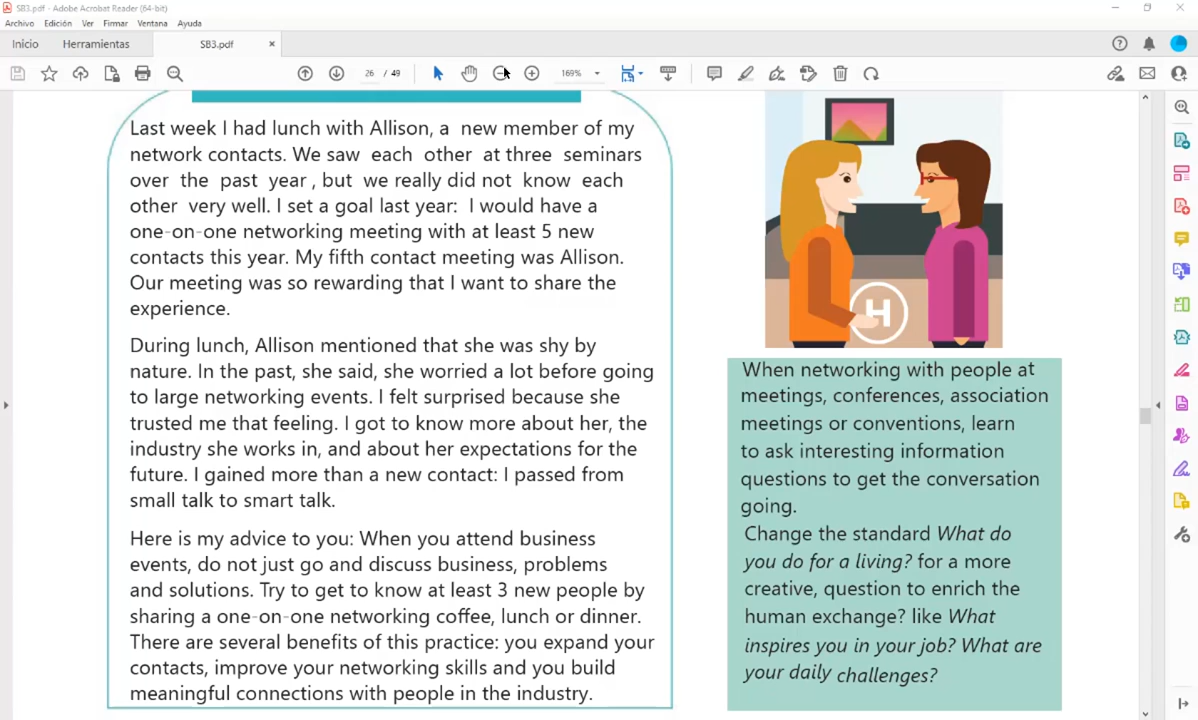 SB3.pdf - Adobe Acrobat Reader (64-bit)
Archivo Edición Ver Firmar Ventana Ayuda
Inicio Herramientas SB3.pdf ×
26 / 49 169%
Last week I had lunch with Allison, a new member of my
network contacts. We saw each other at three seminars
over the past year , but we really did not know each
other very well. I set a goal last year: I would have a
one-on-one networking meeting with at least 5 new
contacts this year. My fifth contact meeting was Allison.
Our meeting was so rewarding that I want to share the
experience.
During lunch, Allison mentioned that she was shy by
nature. In the past, she said, she worried a lot before going
to large networking events. I felt surprised because she
trusted me that feeling. I got to know more about her, the
industry she works in, and about her expectations for the
future. I gained more than a new contact: I passed from
small talk to smart talk.
Here is my advice to you: When you attend business
events, do not just go and discuss business, problems
and solutions. Try to get to know at least 3 new people by
sharing a one-on-one networking coffee, lunch or dinner.
There are several benefits of this practice: you expand your
contacts, improve your networking skills and you build
meaningful connections with people in the industry.
H
When networking with people at
meetings, conferences, association
meetings or conventions, learn
to ask interesting information
questions to get the conversation
going.
Change the standard What do
you do for a living? for a more
creative, question to enrich the
human exchange? like What
inspires you in your job? What are
your daily challenges?